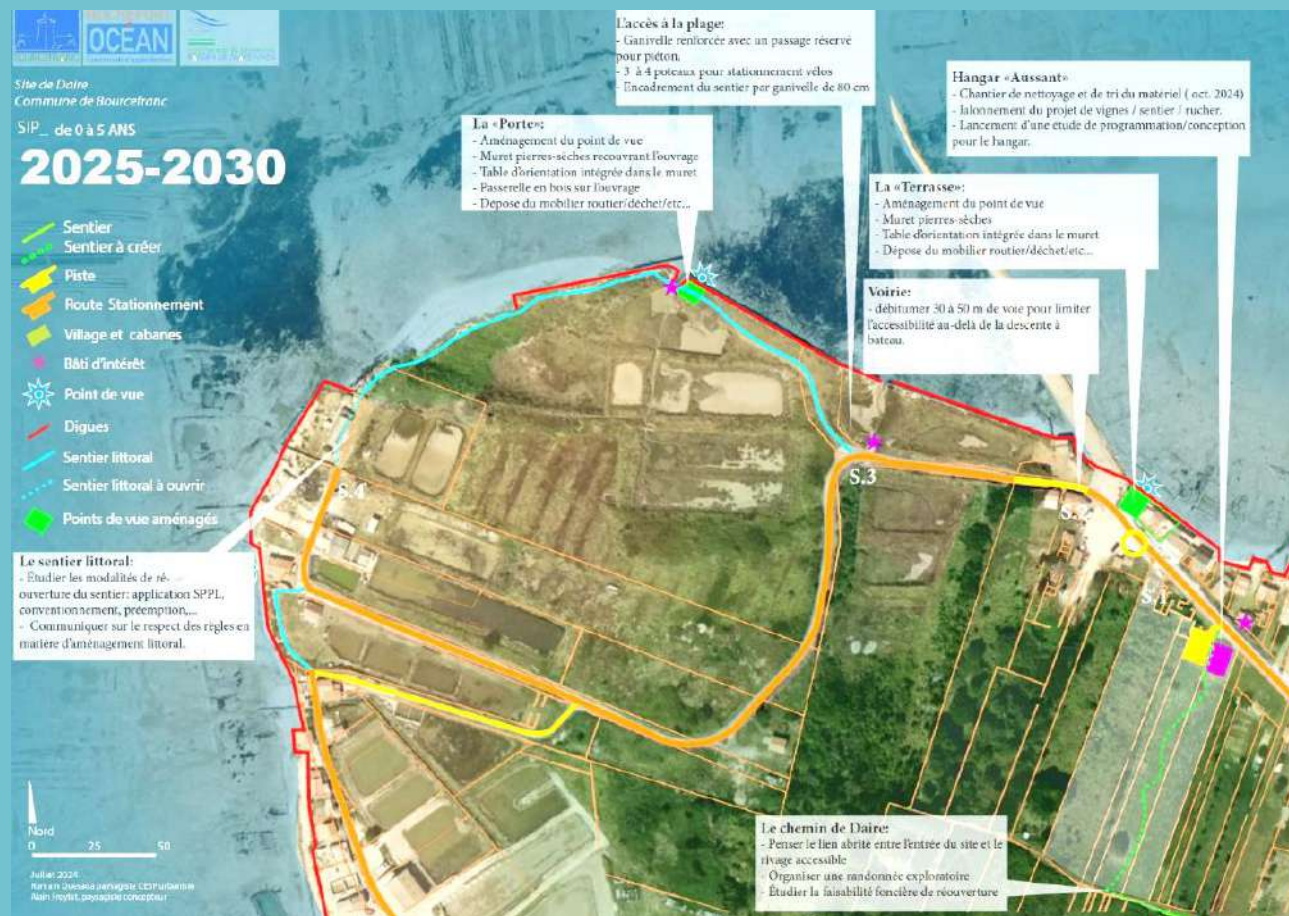 OCEAN
Site de Daire
Commune de Bourcefranc
SIP_ de 0 à 5 ANS
2025-2030
Sentier
Sentier à créer
Piste
Route Stationnement
Village et cabanes
Bâti d'intérêt
Point de vue
Digues
Sentier littoral
Sentier littoral à ouvrir
Points de vue aménagés
L'accès à la plage:
- Ganivelle renforcée avec un passage réservé
pour piéton.
- 3 à 4 poteaux pour stationnement vélos
- Encadrement du sentier par ganivelle de 80 cm
La «Porte»:
- Aménagement du point de vue
- Muret pierres-sèches recouvrant l'ouvrage
- Table d'orientation intégrée dans le muret
- Passerelle en bois sur l'ouvrage
- Dépose du mobilier routier/déchet/etc...
Hangar «Aussant»
- Chantier de nettoyage et de tri du matériel ( oct. 2024)
- Jalonnement du projet de vignes / sentier / rucher.
- Lancement d'une étude de programmation/conception
pour le hangar.
La «Terrasse»:
- Aménagement du point de vue
- Muret pierres-sèches
- Table d'orientation intégrée dans le muret
- Dépose du mobilier routier/déchet/etc...
Voirie:
- débitumer 30 à 50 m de voie pour limiter
l'accessibilité au-delà de la descente à
bateau.
S.4
S.3
Le sentier littoral:
- Etudier les modalités de ré-
ouverture du sentier: application SPPL,
conventionnement, préemption,...
- Communiquer sur le respect des règles en
matière d'aménagement littoral.
Le chemin de Daire:
- Penser le lien abrité entre l'entrée du site et le
rivage accessible
- Organiser une randonnée exploratoire
- Étudier la faisabilité foncière de réouverture
Nord
0 25 50
Juillet 2024
paysagiste
Alain Freytet, paysagiste concepteur